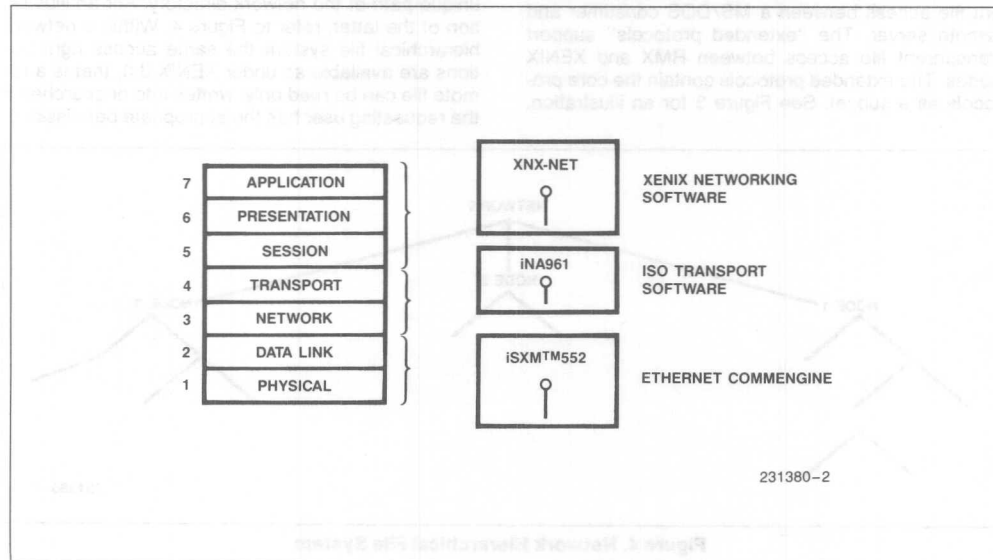 7 APPLICATION
6 PRESENTATION
5 SESSION
4 TRANSPORT
3 NETWORK
2 DATA LINK
1 PHYSICAL
XNX-NET
XENIX NETWORKING
SOFTWARE
iNA961
ISO TRANSPORT
SOFTWARE
iSXM™552
ETHERNET COMMENGINE
231380–2